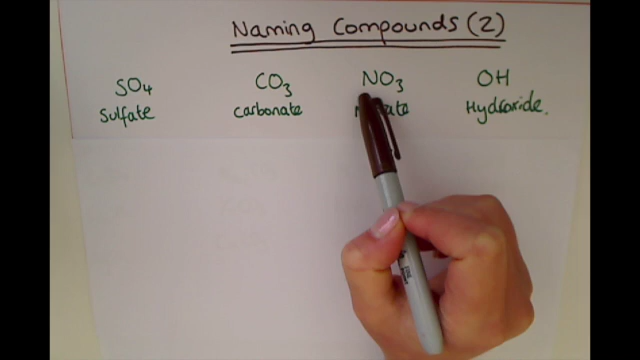 Naming Compounds (2)
SO4 CO3 NO3 OH
Sulfate carbonate Hydroxide.